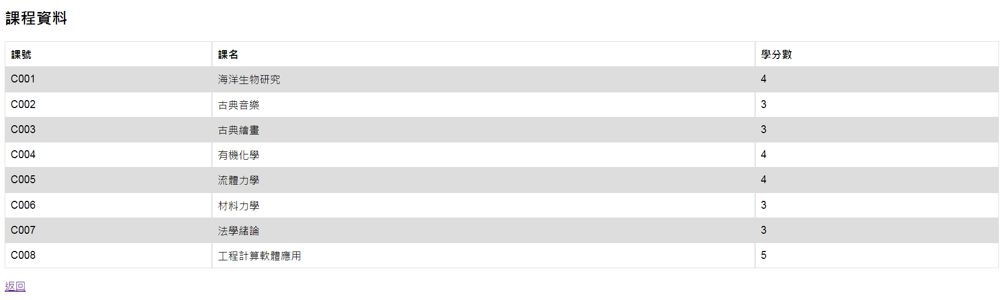 課程資料
課號 課名 學分數
C001 海洋生物研究 4
C002 古典音樂 3
C003 古典繪畫 3
C004 有機化學 4
C005 流體力學 4
C006 材料力學 3
C007 法學緒論 3
C008 工程計算軟體應用 5
返回